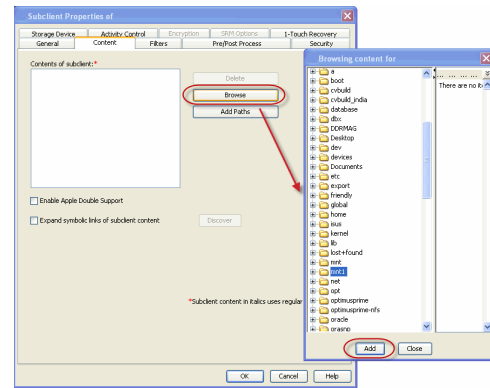 Subclient Properties of
Storage Device Activity Control Encryption SRM Options 1-Touch Recovery
General Content Filters Pre/Post Process Security
Contents of subclient:*
Delete
Browse
Add Paths
Enable Apple Double Support
Expand symbolic links of subclient content
Discover
*Subclient content in italics uses regular
OK Cancel Help
Browsing content for
a
boot
cvbuild
cvbuild_india
database
dbx
DDRMAG
Desktop
dev
devices
Documents
etc
export
friendly
global
home
isus
kernel
lib
lost+found
mnt
mnt1
net
opt
optimusprime
optimusprime-nfs
oracle
orasnp
... ... ... ...
There are no it
Add Close